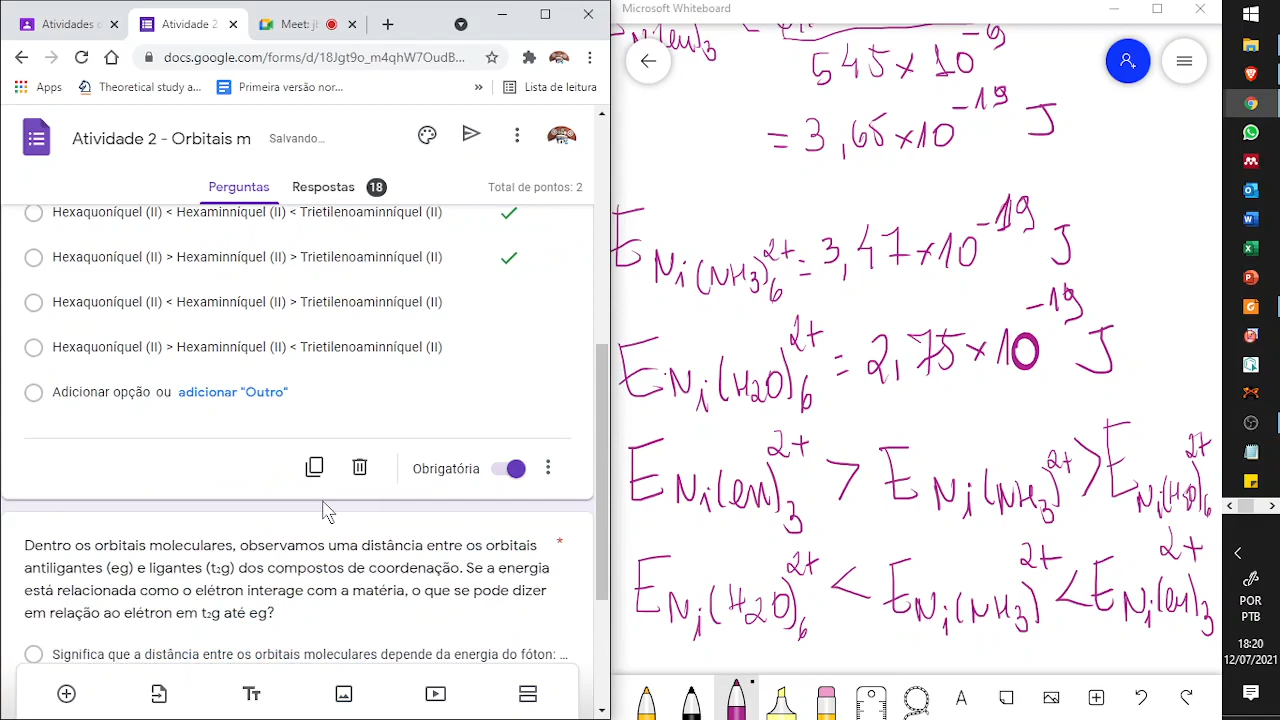 Atividade 2
Meet:
Microsoft Whiteboard
docs.google.com/forms/d/18Jgt9o_m4qhW7OudB...
Apps
Theoretical study a...
Primeira versão nor...
»
Lista de leitura
Atividade 2 - Orbitais m
Salvando...
Perguntas
Respostas 18
Total de pontos: 2
Hexaquoníquel (II) < Hexaminníquel (II) < Trietilenoaminníquel (II)
Hexaquoníquel (II) > Hexaminníquel (II) > Trietilenoaminníquel (II)
Hexaquoníquel (II) < Hexaminníquel (II) > Trietilenoaminníquel (II)
Hexaquoníquel (II) > Hexaminníquel (II) < Trietilenoaminníquel (II)
Adicionar opção ou adicionar "Outro"
Obrigatória
Dentro os orbitais moleculares, observamos uma distância entre os orbitais *
antiligantes (eg) e ligantes (t₂g) dos compostos de coordenação. Se a energia
está relacionada como o elétron interage com a matéria, o que se pode dizer
em relação ao elétron em t₂g até eg?
Significa que a distância entre os orbitais moleculares depende da energia do fóton ...
545 × 10⁻⁹
= 3,65×10⁻¹⁹ J
E Ni(NH3)6 2+ = 3,47×10⁻¹⁹ J
E Ni(H2O)6 2+ = 2,75×10⁻¹⁹ J
E Ni(en)3 2+ > E Ni(NH3)6 2+ > E Ni(H2O)6 2+
E Ni(H2O)6 2+ < E Ni(NH3) 2+ < E Ni(en)3 2+
POR
PTB
18:20
12/07/2021